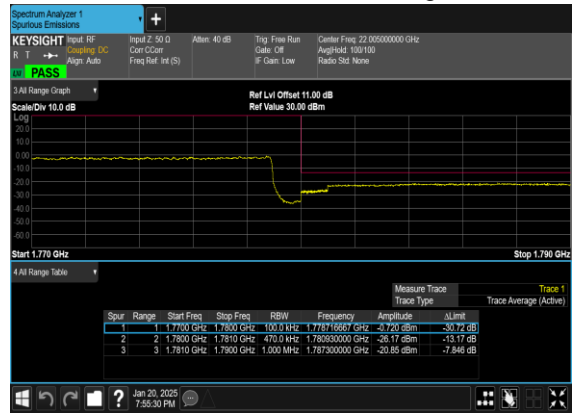 Spectrum Analyzer 1
Spurious Emissions
KEYSIGHT Input: RF Input Z: 50 Ω Atten: 40 dB Trig: Free Run Center Freq: 22.005000000 GHz
R T Coupling: DC Corr CCorr Gate: Off Avg|Hold: 100/100
Align: Auto Freq Ref: Int (S) IF Gain: Low Radio Std: None
PASS
3 All Range Graph
Ref Lvl Offset 11.00 dB
Scale/Div 10.0 dB Ref Value 30.00 dBm
Log
20.0
10.0
0.00
-10.0
-20.0
-30.0
-40.0
-50.0
-60.0
Start 1.770 GHz Stop 1.790 GHz
4 All Range Table
Measure Trace Trace 1
Trace Type Trace Average (Active)
Spur Range Start Freq Stop Freq RBW Frequency Amplitude ΔLimit
1 1 1.7700 GHz 1.7800 GHz 100.0 kHz 1.778716667 GHz -0.720 dBm -30.72 dB
2 2 1.7800 GHz 1.7810 GHz 470.0 kHz 1.780930000 GHz -26.17 dBm -13.17 dB
3 3 1.7810 GHz 1.7900 GHz 1.000 MHz 1.787300000 GHz -20.85 dBm -7.846 dB
Jan 20, 2025
7:55:30 PM